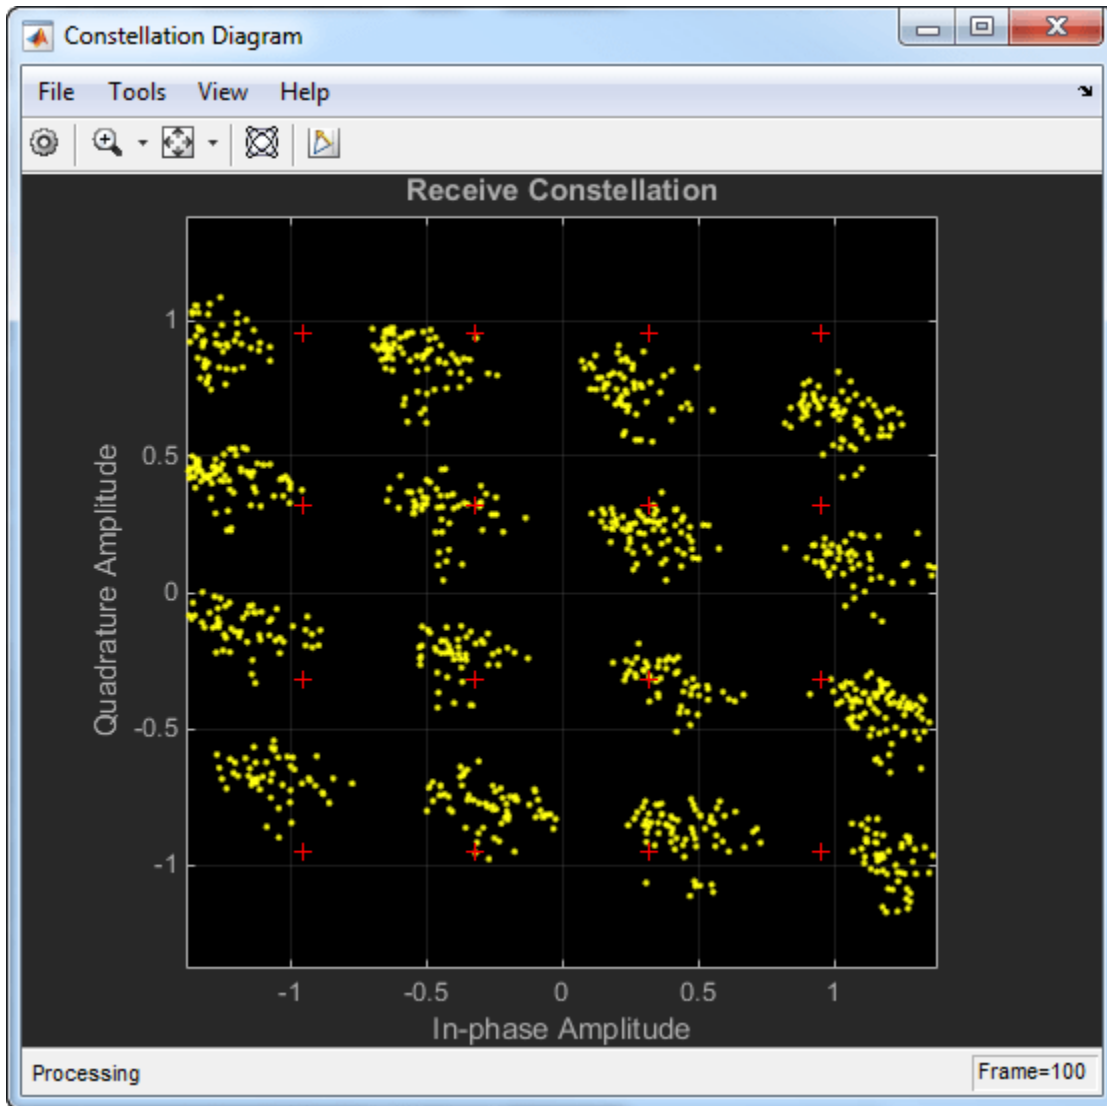 Constellation Diagram
File Tools View Help
Receive Constellation
1
0.5
0
-0.5
-1
Quadrature Amplitude
-1 -0.5 0 0.5 1
In-phase Amplitude
Processing
Frame=100